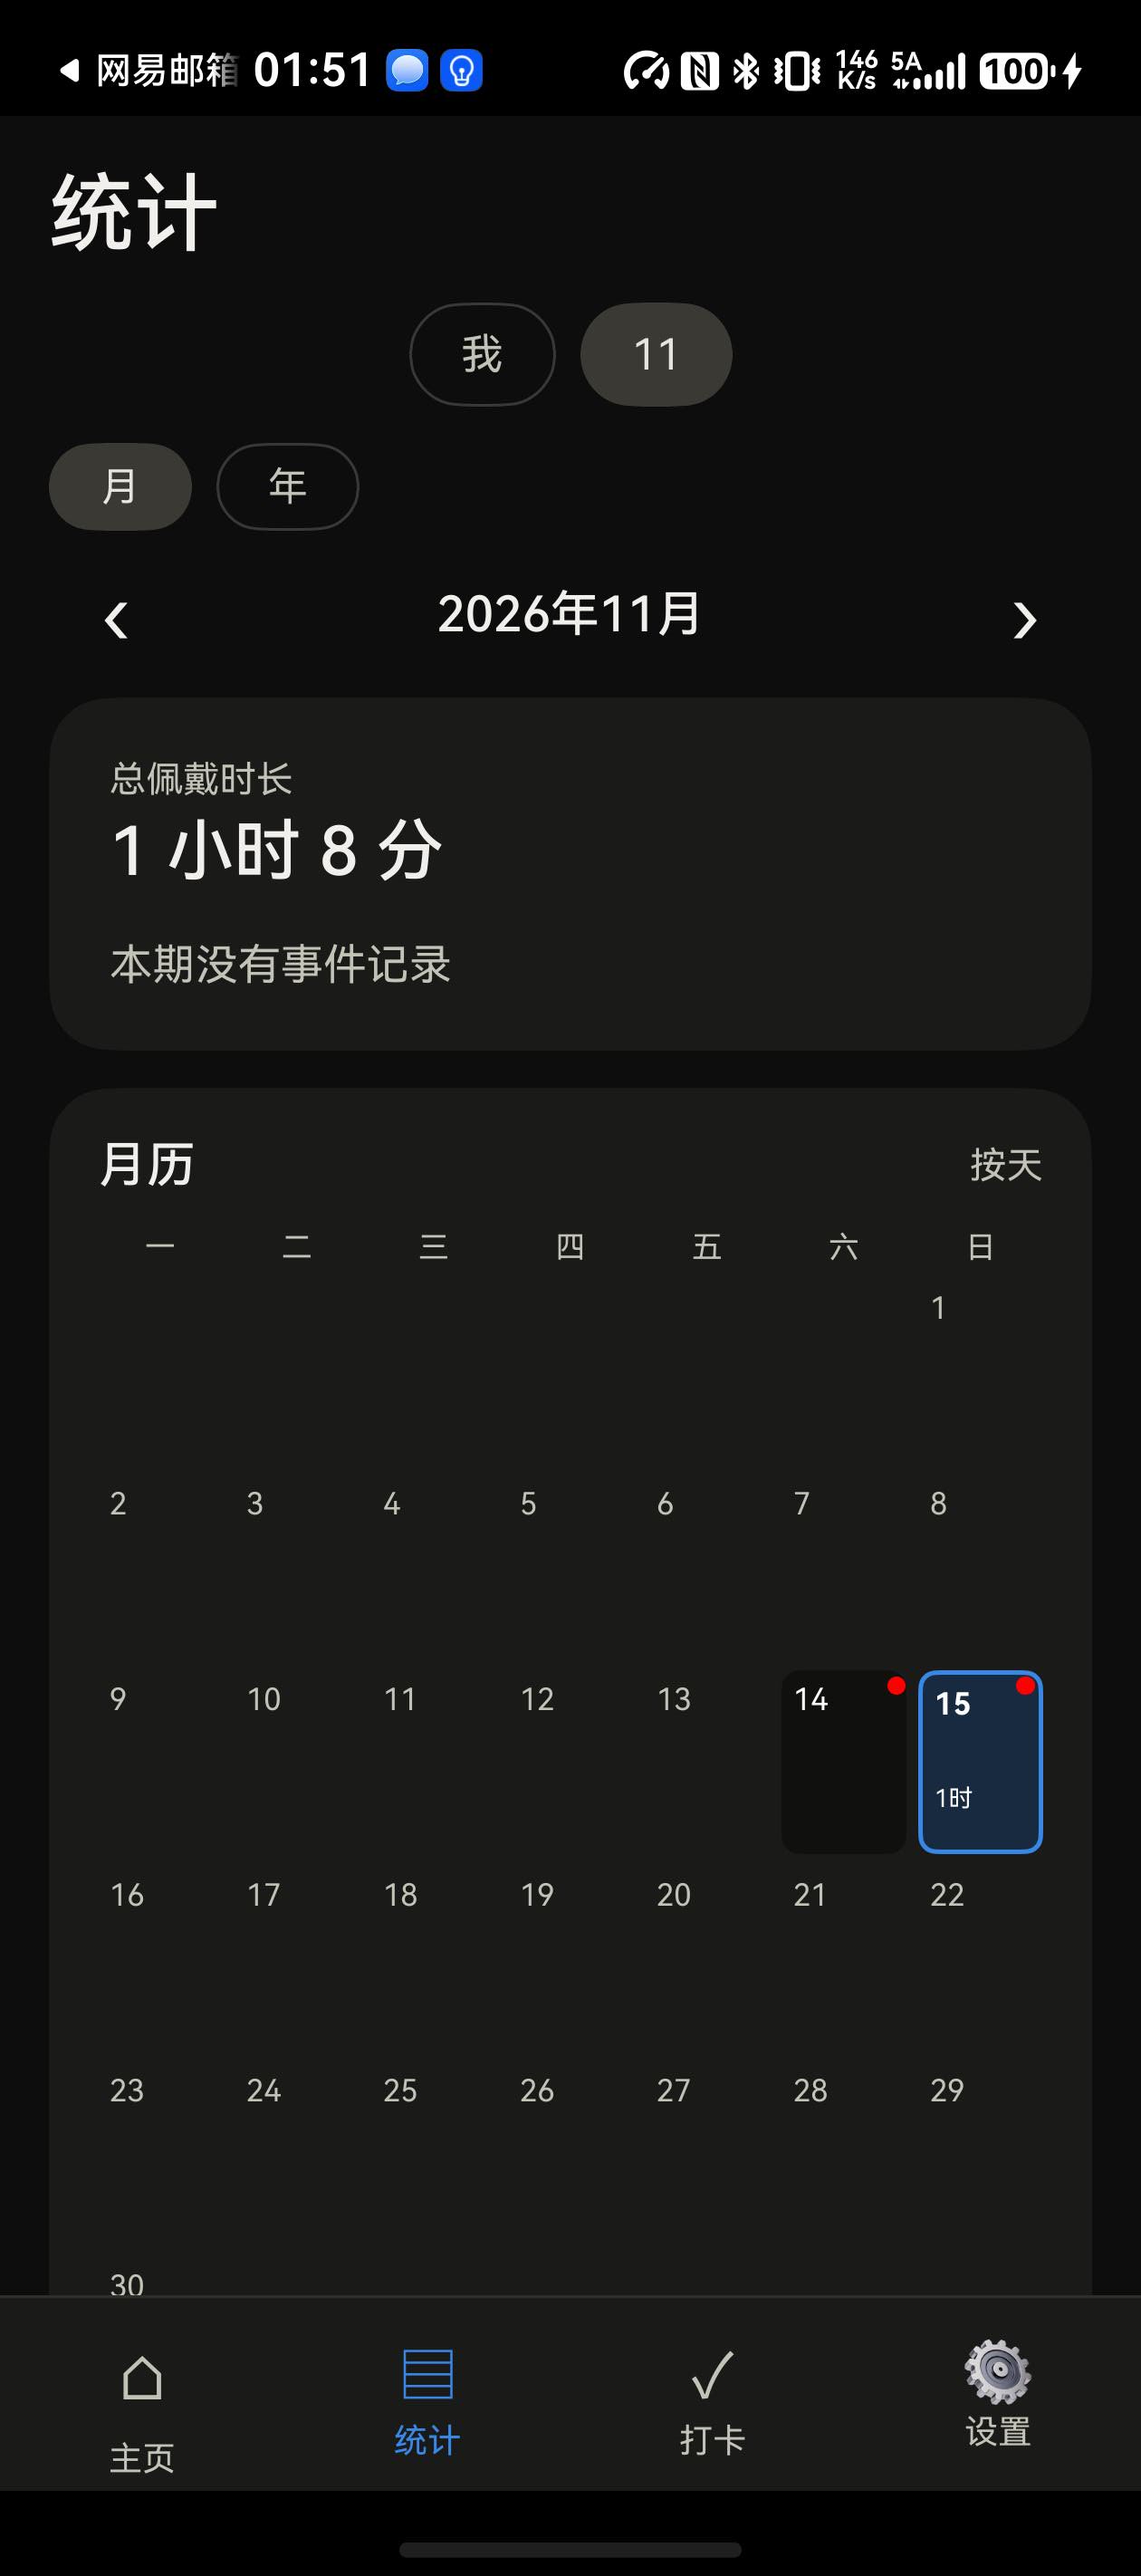 网易邮箱 01:51 146 K/s 5A 100
统计
我 11
月 年
‹ 2026年11月 ›
总佩戴时长
1 小时 8 分
本期没有事件记录
月历 按天
一 二 三 四 五 六 日
1
2 3 4 5 6 7 8
9 10 11 12 13 14 15
1时
16 17 18 19 20 21 22
23 24 25 26 27 28 29
30
主页 统计 打卡 设置